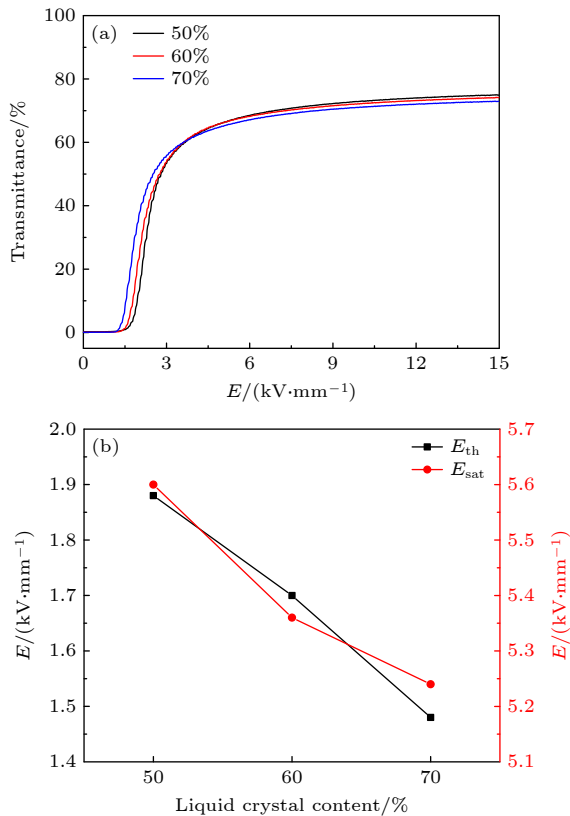 (a)
50%
60%
70%
100
80
60
40
20
0
Transmittance/%
0 3 6 9 12 15
E/(kV·mm⁻¹)
(b)
E_th
E_sat
2.0
1.9
1.8
1.7
1.6
1.5
1.4
E/(kV·mm⁻¹)
5.7
5.6
5.5
5.4
5.3
5.2
5.1
E/(kV·mm⁻¹)
50 60 70
Liquid crystal content/%